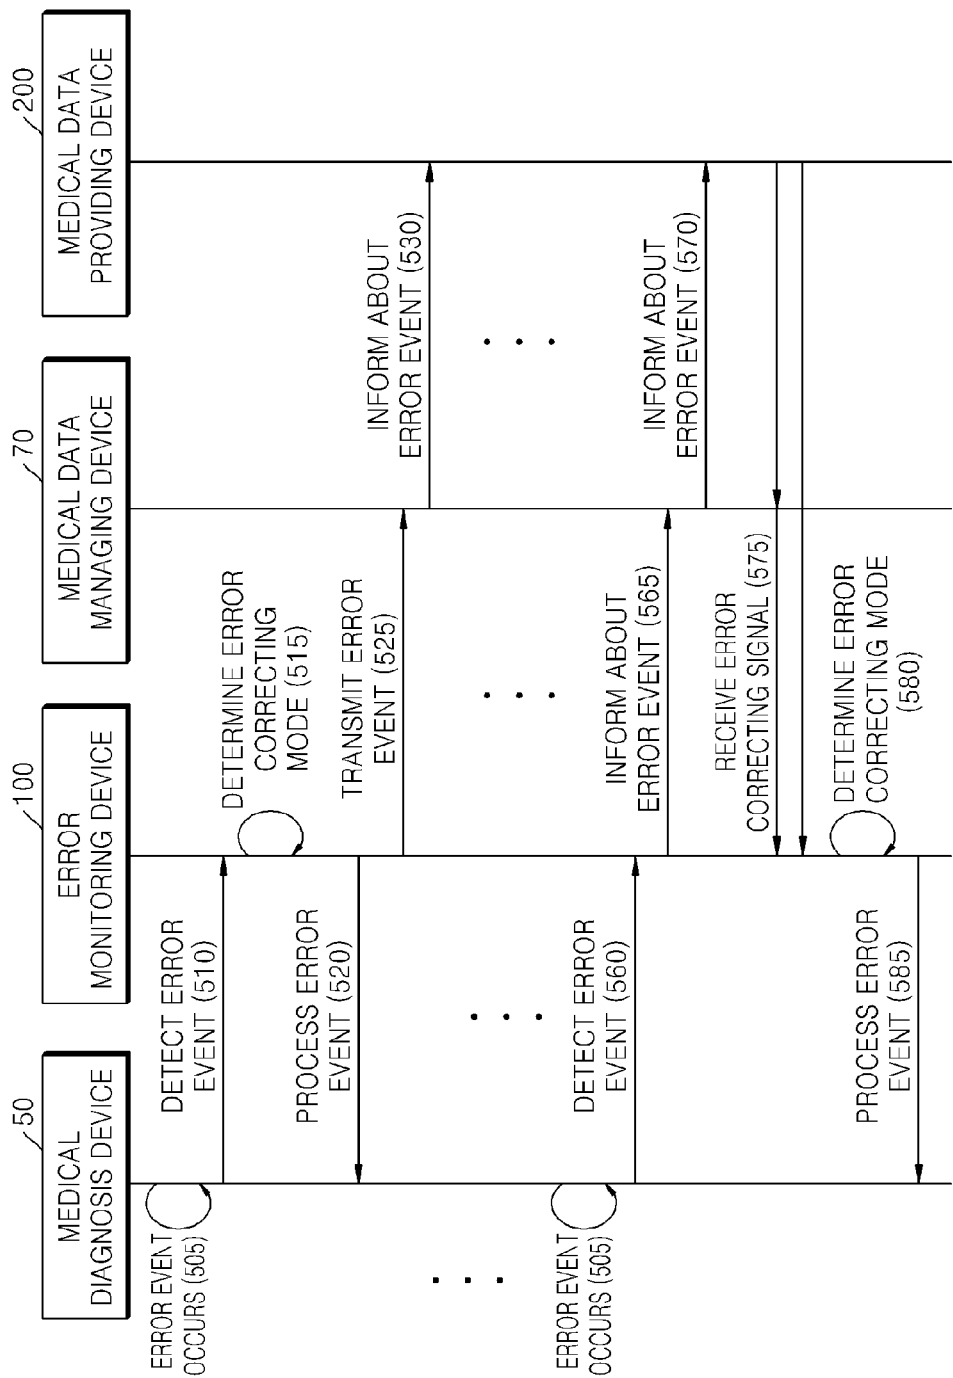 50
MEDICAL
DIAGNOSIS DEVICE
100
ERROR
MONITORING DEVICE
70
MEDICAL DATA
MANAGING DEVICE
200
MEDICAL DATA
PROVIDING DEVICE
ERROR EVENT
OCCURS (505)
DETECT ERROR
EVENT (510)
DETERMINE ERROR
CORRECTING
MODE (515)
PROCESS ERROR
EVENT (520)
TRANSMIT ERROR
EVENT (525)
INFORM ABOUT
ERROR EVENT (530)
ERROR EVENT
OCCURS (505)
DETECT ERROR
EVENT (560)
INFORM ABOUT
ERROR EVENT (565)
INFORM ABOUT
ERROR EVENT (570)
RECEIVE ERROR
CORRECTING SIGNAL (575)
DETERMINE ERROR
CORRECTING MODE
(580)
PROCESS ERROR
EVENT (585)